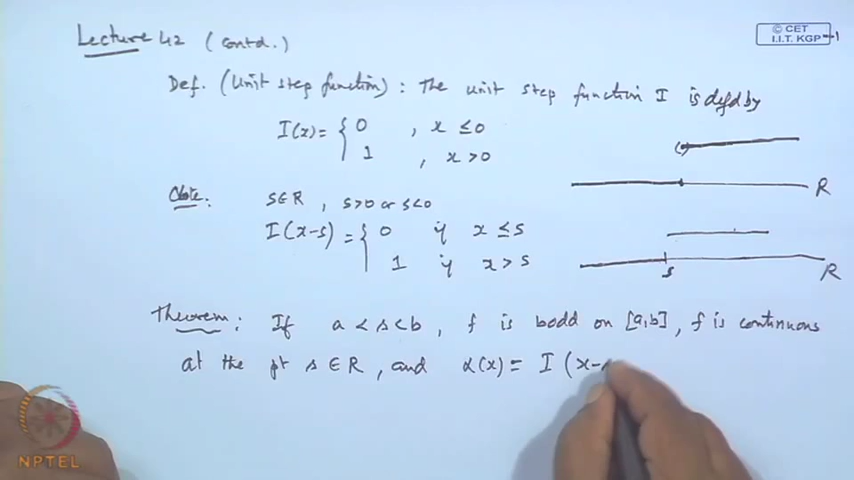 Lecture 42 (contd.)
© CET
I.I.T. KGP
Def. (Unit step function) : The unit step function I is defd by
I(x) = { 0 , x ≤ 0
1 , x > 0
R
Note: s ∈ R , s > 0 or s < 0
I(x-s) = { 0 if x ≤ s
1 if x > s
s R
Theorem: If a < s < b , f is bodd on [a,b] , f is continuous
at the pt s ∈ R , and α(x) = I (x-
NPTEL